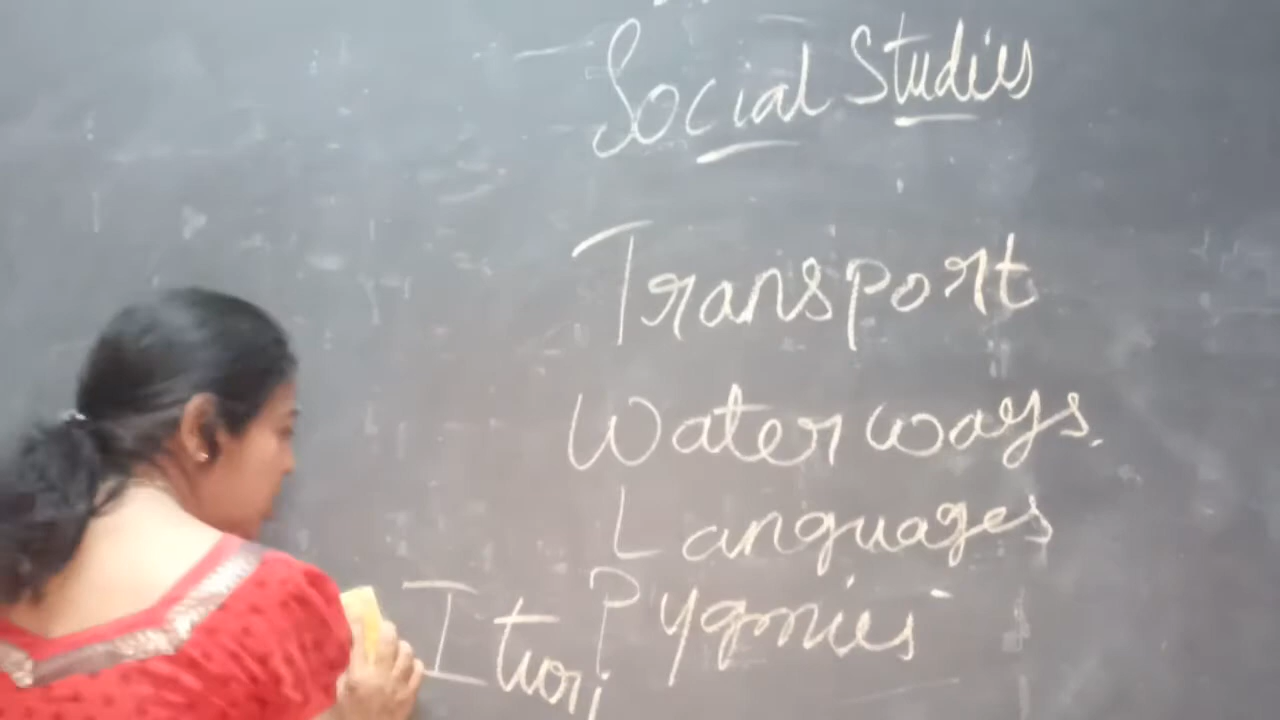 Social Studies
Transport
Waterways.
Languages
Pygmies
Ituri